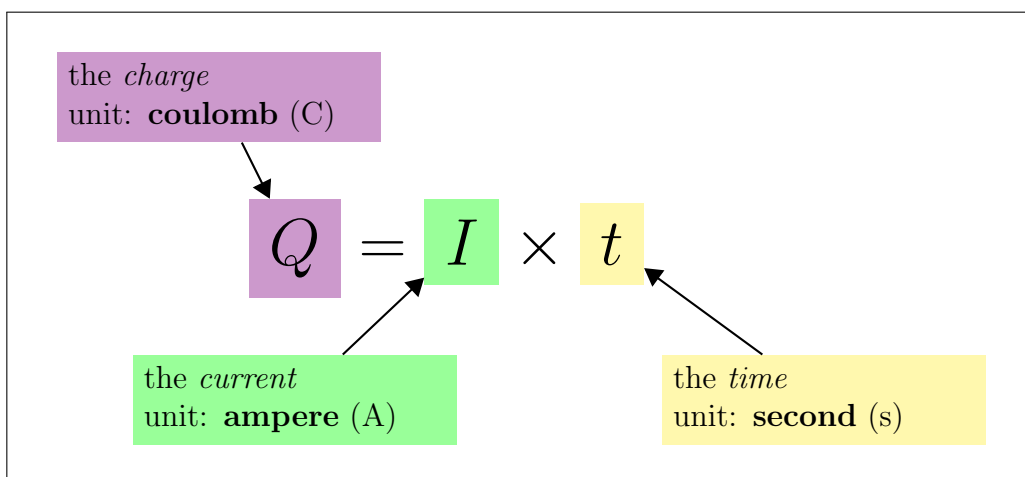 the charge
unit: coulomb (C)
Q = I × t
the current
unit: ampere (A)
the time
unit: second (s)